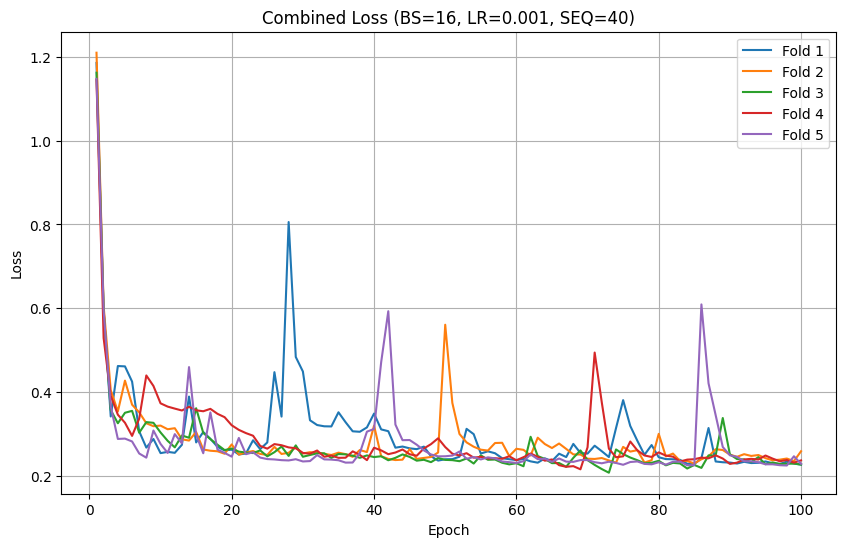 Combined Loss (BS=16, LR=0.001, SEQ=40)
Fold 1
Fold 2
Fold 3
Fold 4
Fold 5
Loss
1.2
1.0
0.8
0.6
0.4
0.2
0 20 40 60 80 100
Epoch